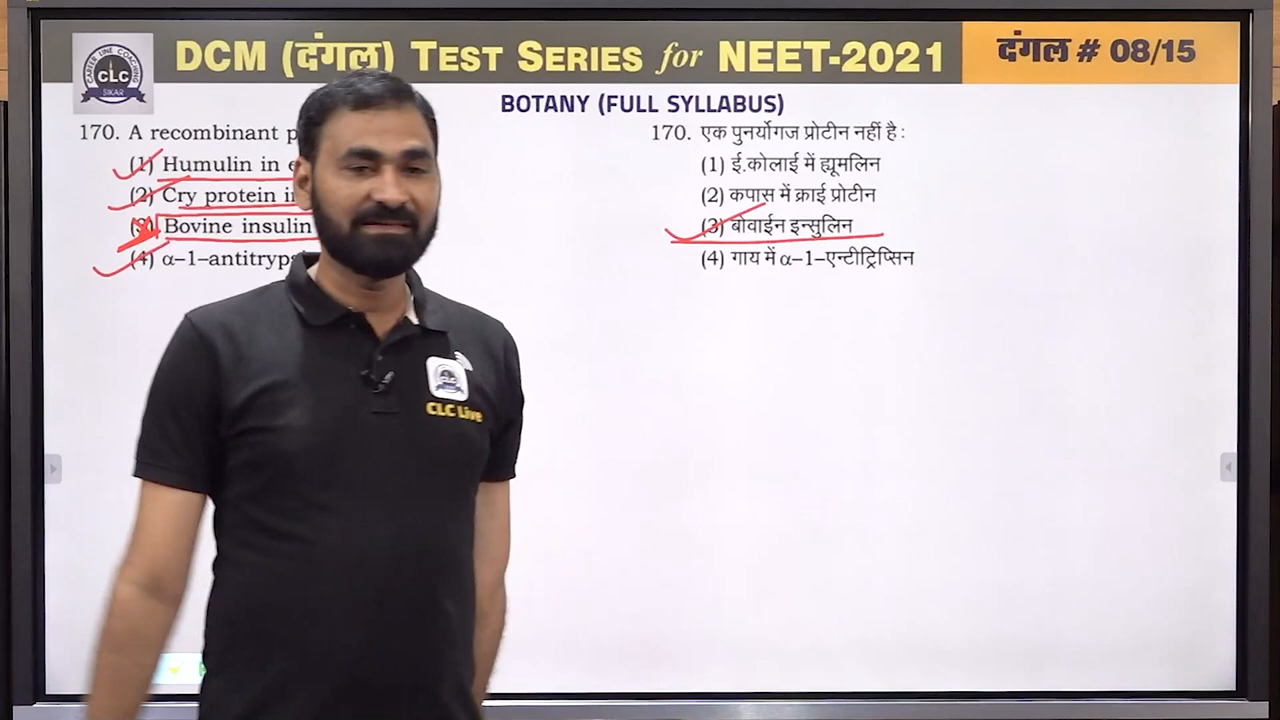 CAREER LINE COACHING
CLC
SIKAR
DCM (दंगल) TEST SERIES for NEET-2021
दंगल # 08/15
BOTANY (FULL SYLLABUS)
170. A recombinant
(1) Humulin in
(2) Cry protein
(3) Bovine insulin
(4)
170. एक पुनर्योगज प्रोटीन नहीं है :
(1) ई.कोलाई में ह्यूमलिन
(2) कपास में क्राई प्रोटीन
(3) बोवाईन इन्सुलिन
(4) गाय में α–1–एन्टीट्रिप्सिन
CLC
CLC Live